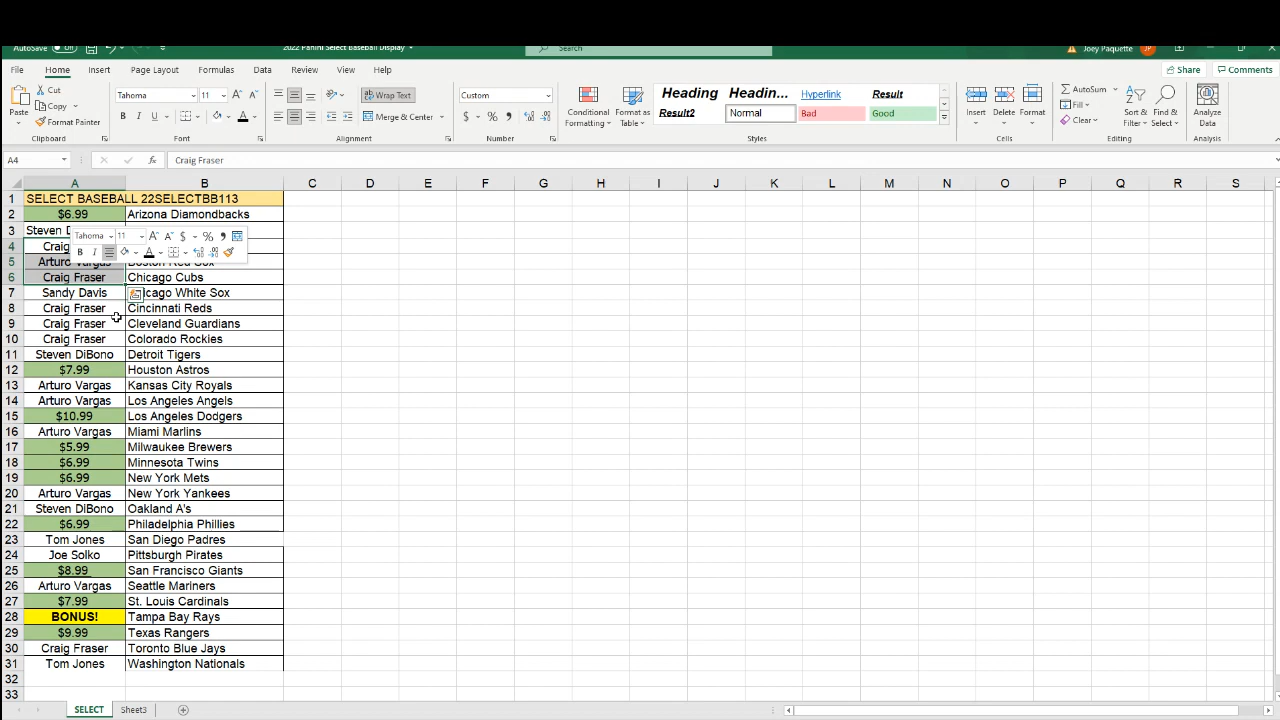 AutoSave Off 2022 Panini Select Baseball Display Search Joey Paquette JP
File Home Insert Page Layout Formulas Data Review View Help Share Comments
Cut Tahoma 11 Wrap Text Custom Heading Headin... Hyperlink Result AutoSum
Copy Paste Conditional Formatting Format as Table Insert Delete Format Fill Sort & Filter Find & Select Analyze Data
Format Painter B I U Merge & Center $ % Result2 Normal Bad Good Clear
Clipboard Font Alignment Number Styles Cells Editing Analysis
A4 fx Craig Fraser
A B C D E F G H I J K L M N O P Q R S
1 SELECT BASEBALL 22SELECTBB113
2 $6.99 Arizona Diamondbacks
3 Steven D Tahoma 11 $ % 9
4 Craig B I
5 Arturo Vargas Boston Red Sox
6 Craig Fraser Chicago Cubs
7 Sandy Davis icago White Sox
8 Craig Fraser Cincinnati Reds
9 Craig Fraser Cleveland Guardians
10 Craig Fraser Colorado Rockies
11 Steven DiBono Detroit Tigers
12 $7.99 Houston Astros
13 Arturo Vargas Kansas City Royals
14 Arturo Vargas Los Angeles Angels
15 $10.99 Los Angeles Dodgers
16 Arturo Vargas Miami Marlins
17 $5.99 Milwaukee Brewers
18 $6.99 Minnesota Twins
19 $6.99 New York Mets
20 Arturo Vargas New York Yankees
21 Steven DiBono Oakland A's
22 $6.99 Philadelphia Phillies
23 Tom Jones San Diego Padres
24 Joe Solko Pittsburgh Pirates
25 $8.99 San Francisco Giants
26 Arturo Vargas Seattle Mariners
27 $7.99 St. Louis Cardinals
28 BONUS! Tampa Bay Rays
29 $9.99 Texas Rangers
30 Craig Fraser Toronto Blue Jays
31 Tom Jones Washington Nationals
32
33
SELECT Sheet3